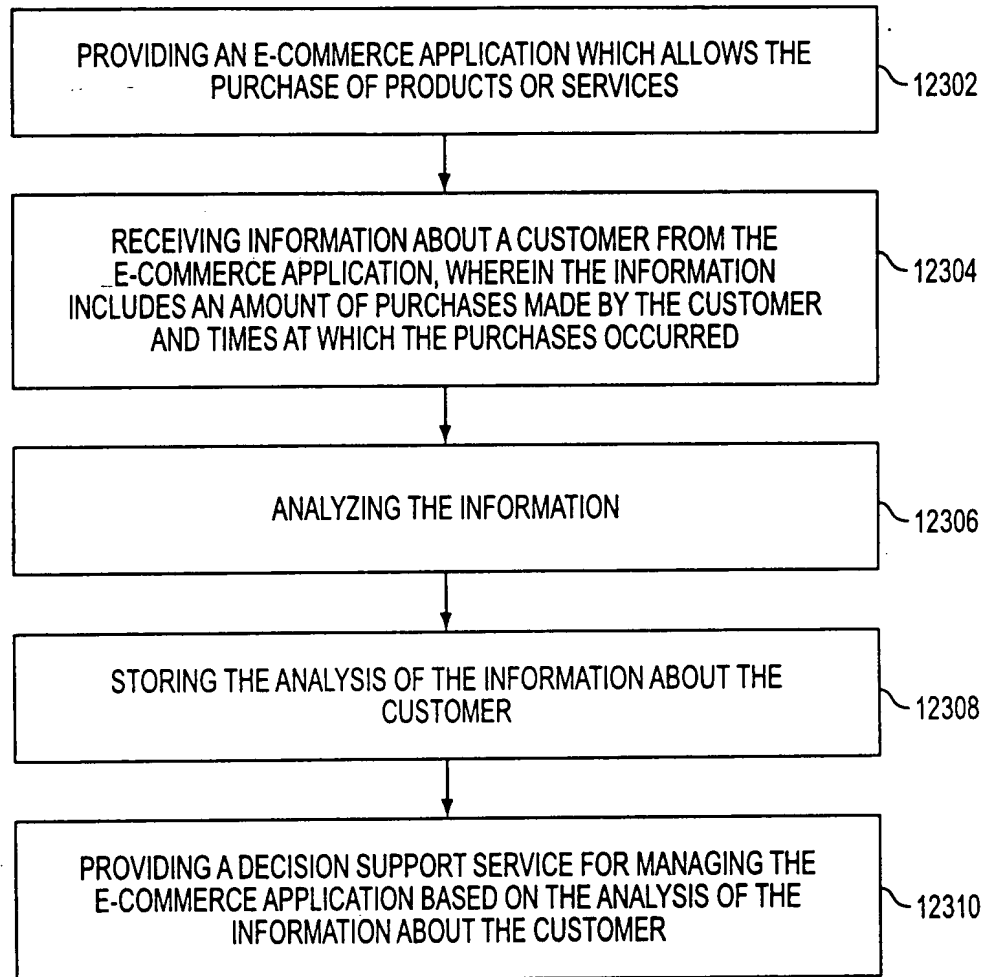 PROVIDING AN E-COMMERCE APPLICATION WHICH ALLOWS THE
PURCHASE OF PRODUCTS OR SERVICES
12302
RECEIVING INFORMATION ABOUT A CUSTOMER FROM THE
E-COMMERCE APPLICATION, WHEREIN THE INFORMATION
INCLUDES AN AMOUNT OF PURCHASES MADE BY THE CUSTOMER
AND TIMES AT WHICH THE PURCHASES OCCURRED
12304
ANALYZING THE INFORMATION
12306
STORING THE ANALYSIS OF THE INFORMATION ABOUT THE
CUSTOMER
12308
PROVIDING A DECISION SUPPORT SERVICE FOR MANAGING THE
E-COMMERCE APPLICATION BASED ON THE ANALYSIS OF THE
INFORMATION ABOUT THE CUSTOMER
12310